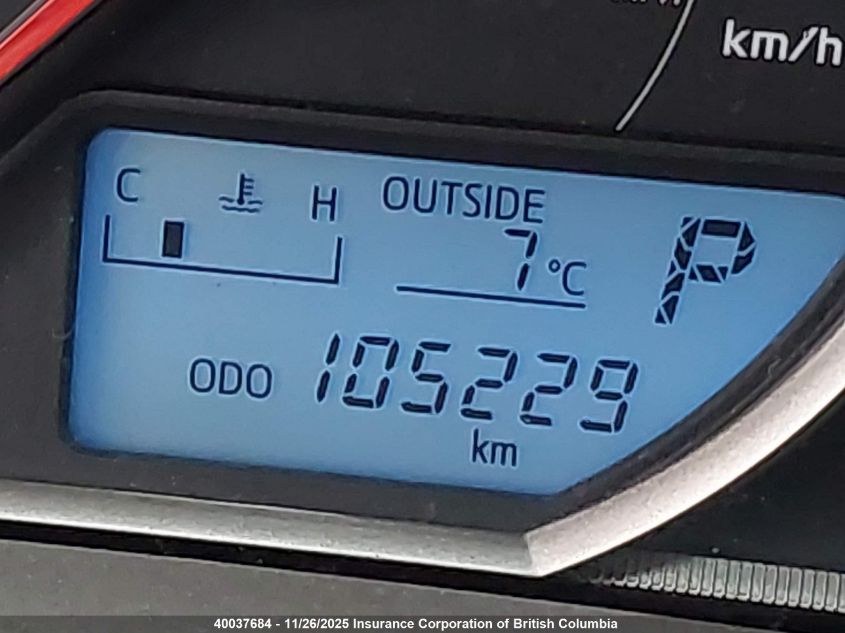 km/h
C H OUTSIDE
7 °C P
ODO 105229
km
40037684 - 11/26/2025 Insurance Corporation of British Columbia